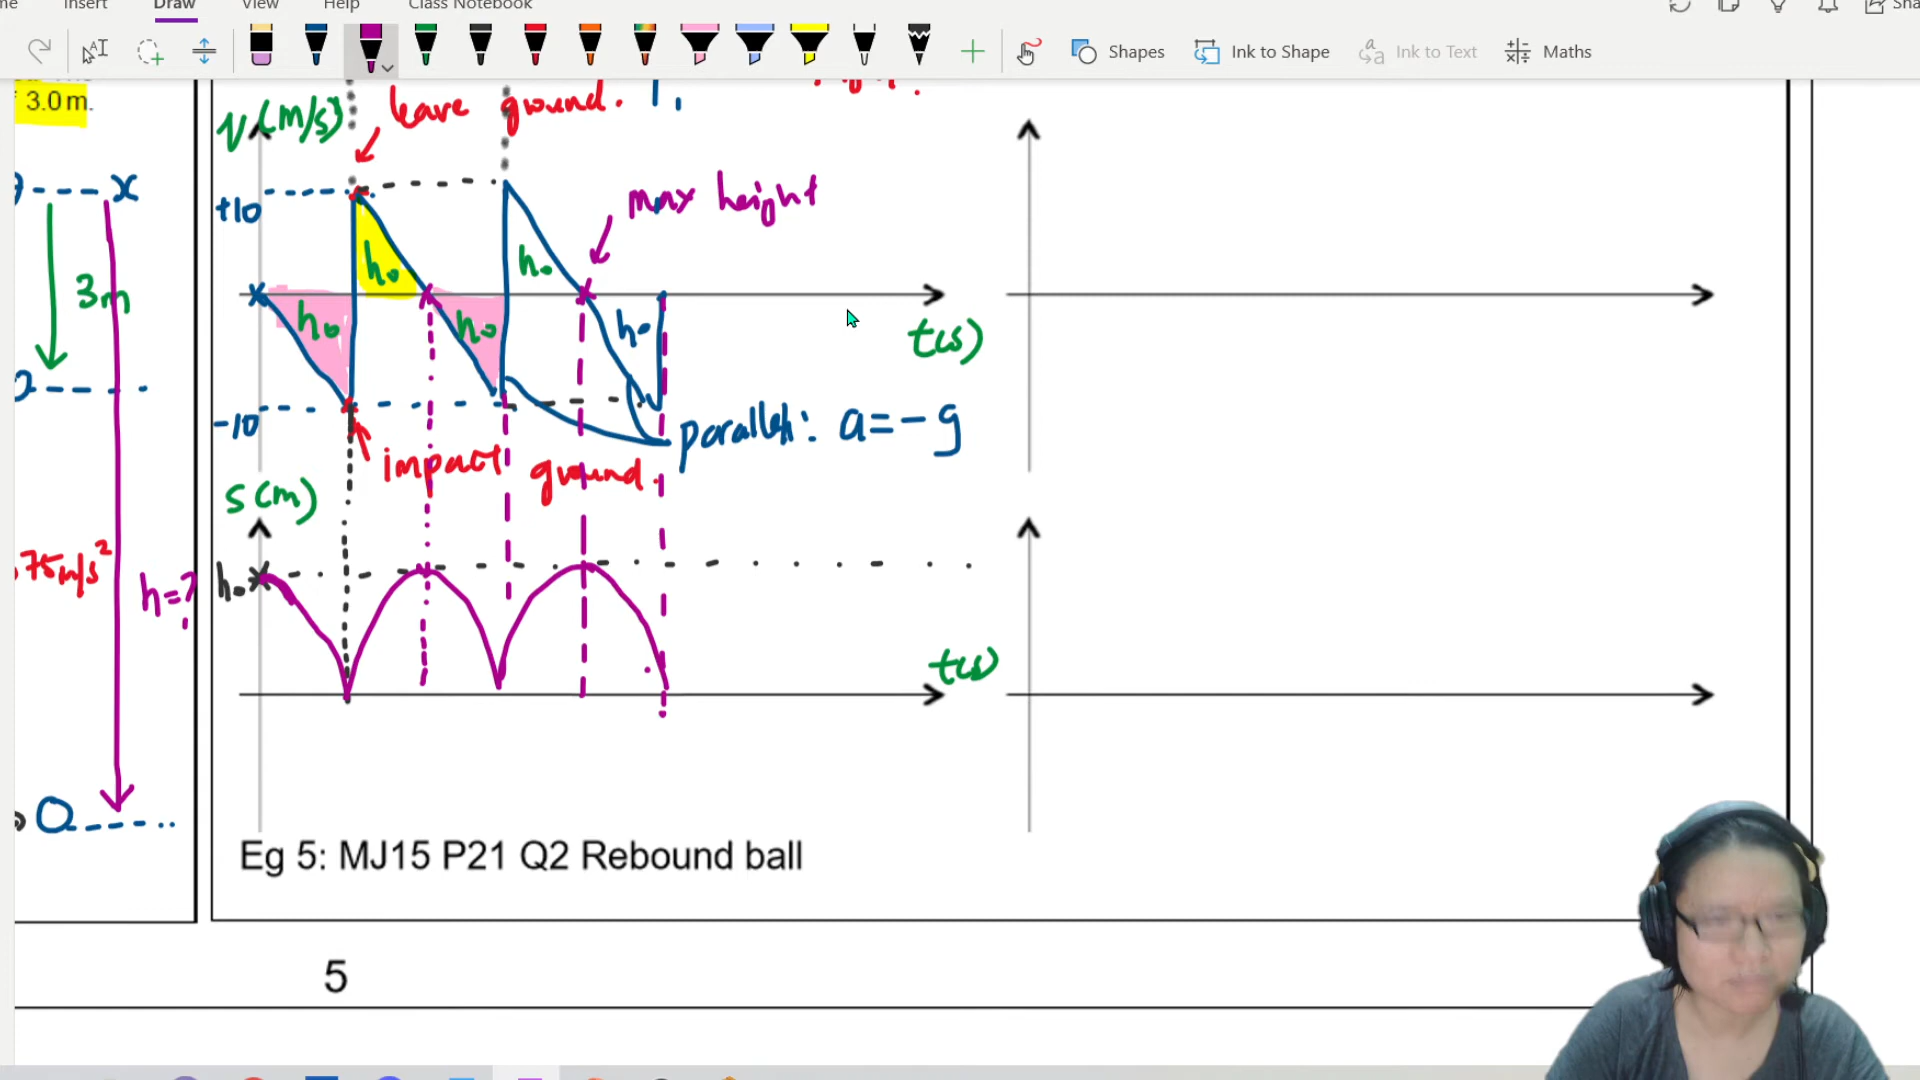 Insert Draw View Help Class Notebook
Shapes Ink to Shape Ink to Text Maths
3.0 m.
leave ground.
v(m/s)
+10
max height
x
h₀
h₀
3m
h₀
h₀
h₀
t(s)
-10
parallel: a=-g
impact ground.
s(m)
75m/s²
h=?
h₀
t(s)
Eg 5: MJ15 P21 Q2 Rebound ball
5